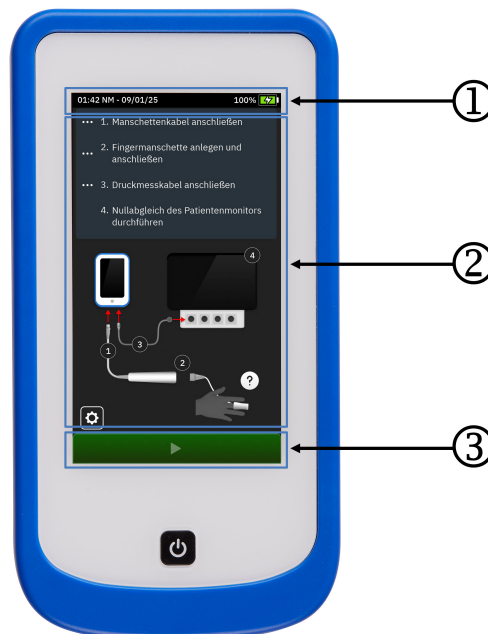 01:42 NM - 09/01/25 100%
1
••• 1. Manschettenkabel anschließen
••• 2. Fingermanschette anlegen und
anschließen
••• 3. Druckmesskabel anschließen
4. Nullabgleich des Patientenmonitors
durchführen
4
2
3
1
2
?
3